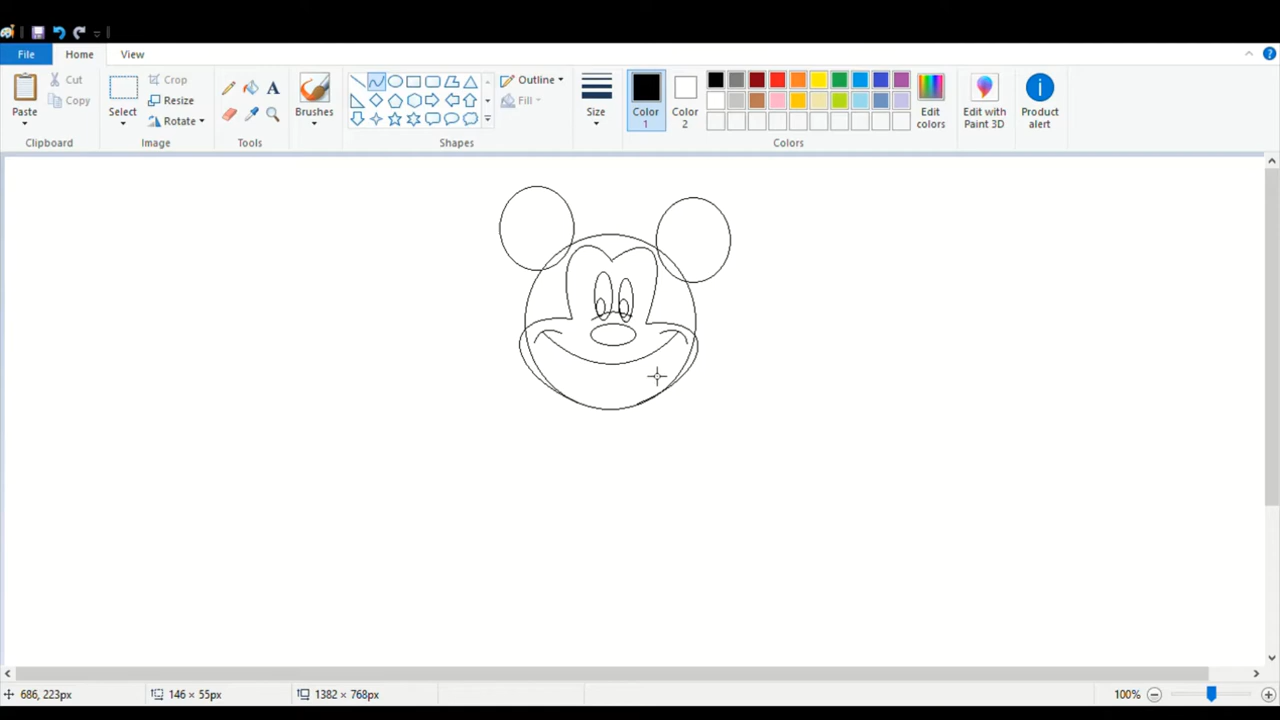 File Home View
Paste
Cut
Copy
Clipboard
Select
Crop
Resize
Rotate
Image
A
Tools
Brushes
Outline
Fill
Shapes
Size
Color
1
Color
2
Edit
colors
Colors
Edit with
Paint 3D
Product
alert
686, 223px 146 × 55px 1382 × 768px 100%